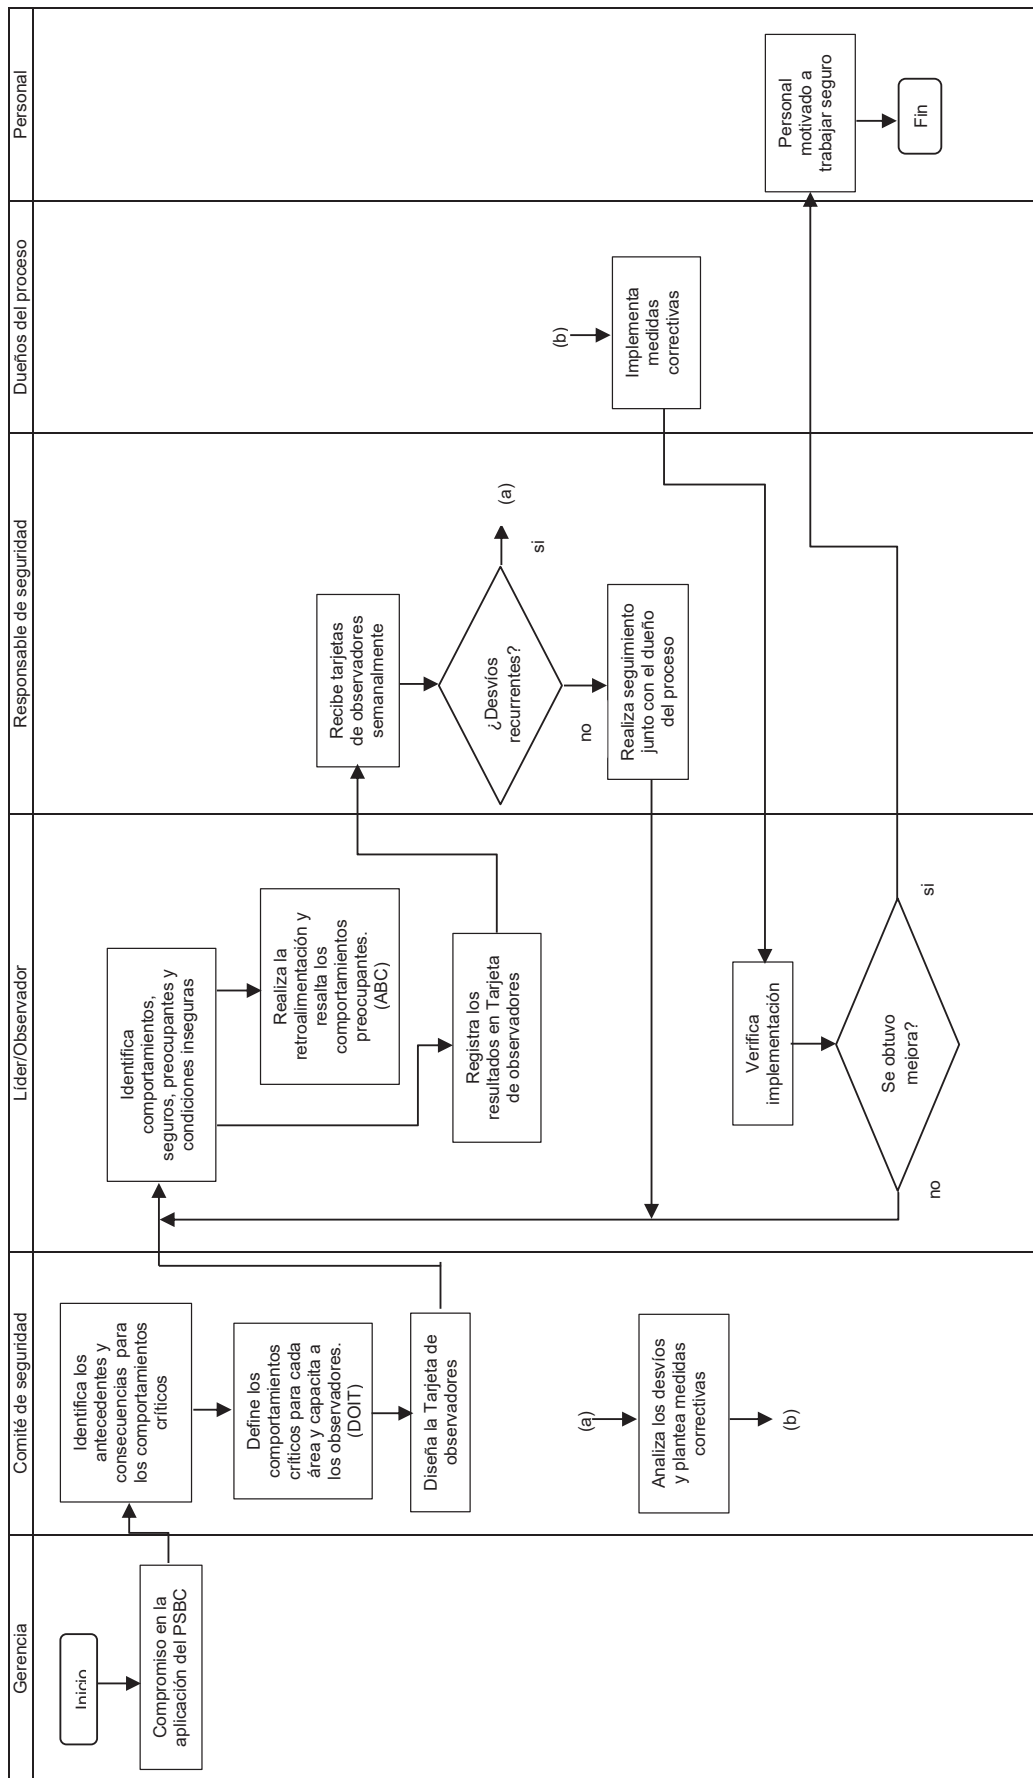 Gerencia
Comité de seguridad
Líder/Observador
Responsable de seguridad
Dueños del proceso
Personal
Inicio
Compromiso en la
aplicación del PSBC
Identifica los
antecedentes y
consecuencias para
los comportamientos
críticos
Define los
comportamientos
críticos para cada
área y capacita a
los observadores.
(DOIT)
Diseña la Tarjeta de
observadores
(a)
Analiza los desvíos
y plantea medidas
correctivas
(b)
Identifica
comportamientos,
seguros, preocupantes y
condiciones inseguras
Realiza la
retroalimentación y
resalta los
comportamientos
preocupantes.
(ABC)
Registra los
resultados en Tarjeta
de observadores
Verifica
implementación
Se obtuvo
mejora?
no
si
Recibe tarjetas
de observadores
semanalmente
¿Desvíos
recurrentes?
si
(a)
no
Realiza seguimiento
junto con el dueño
del proceso
(b)
Implementa
medidas
correctivas
Personal
motivado a
trabajar seguro
Fin